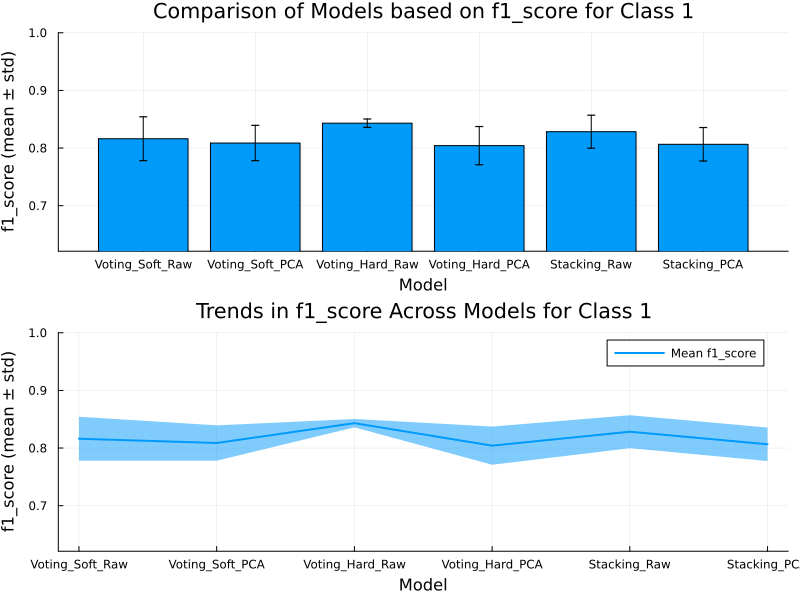 Comparison of Models based on f1_score for Class 1
f1_score (mean ± std)
1.0
0.9
0.8
0.7
Voting_Soft_Raw Voting_Soft_PCA Voting_Hard_Raw Voting_Hard_PCA Stacking_Raw Stacking_PCA
Model
Trends in f1_score Across Models for Class 1
f1_score (mean ± std)
1.0
0.9
0.8
0.7
Mean f1_score
Voting_Soft_Raw Voting_Soft_PCA Voting_Hard_Raw Voting_Hard_PCA Stacking_Raw Stacking_PC
Model